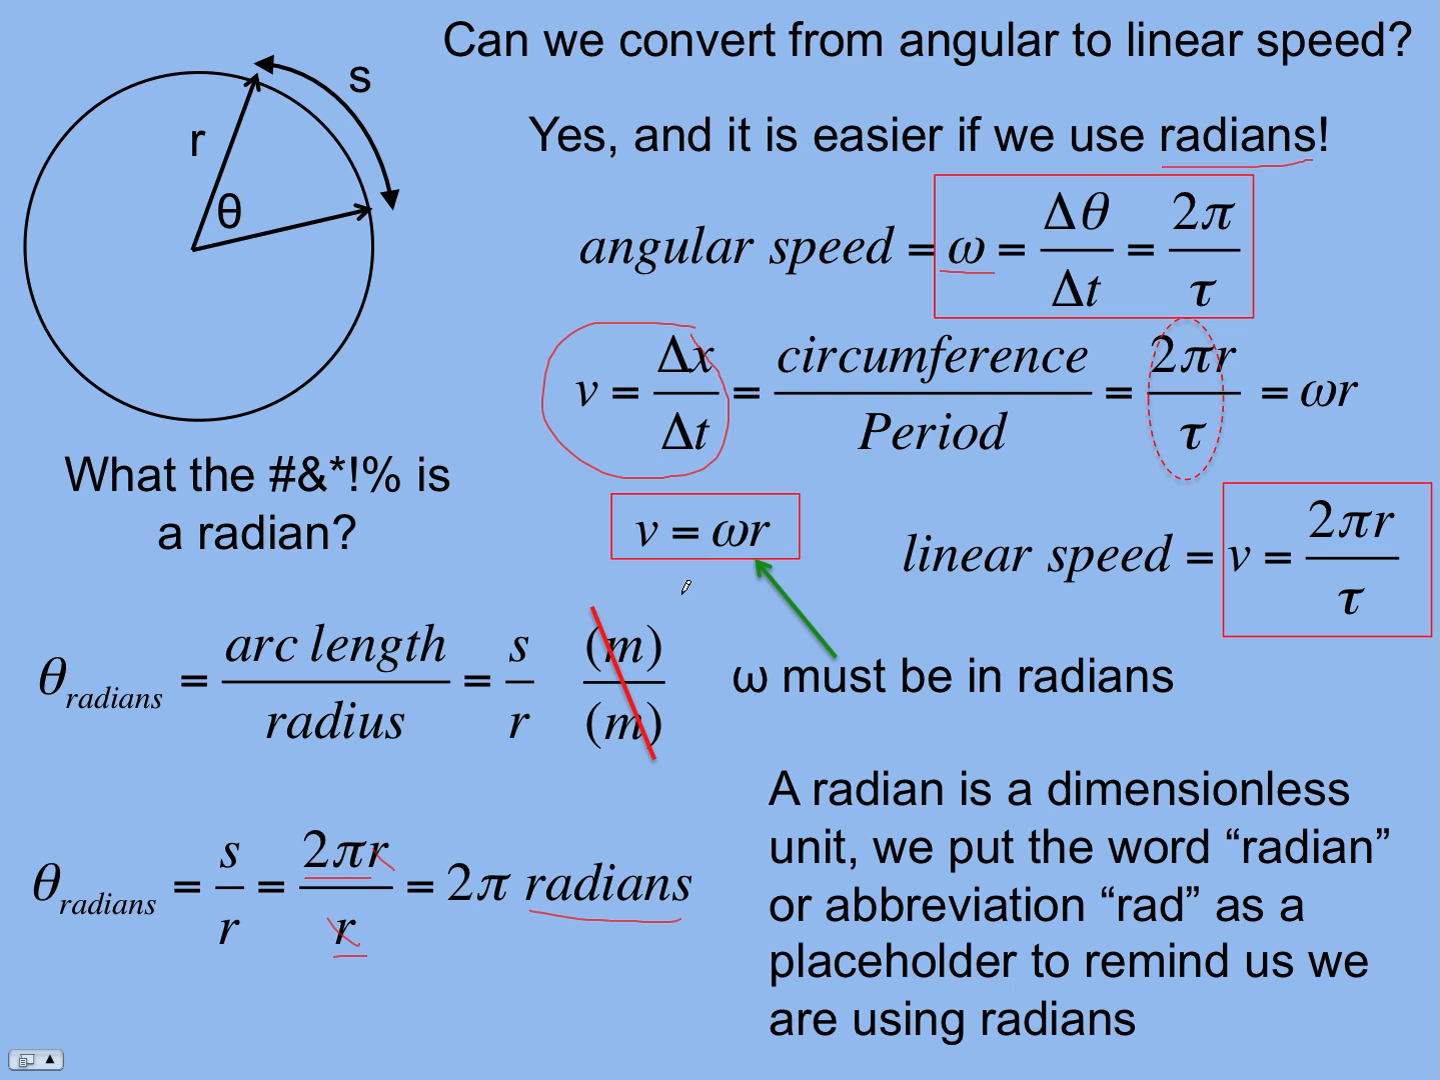 Can we convert from angular to linear speed?
s
r
θ
Yes, and it is easier if we use radians!
angular speed = ω = Δθ/Δt = 2π/τ
v = Δx/Δt = circumference/Period = 2πr/τ = ωr
What the #&*!% is
a radian?
v = ωr
linear speed = v = 2πr/τ
θradians = arc length/radius = s/r (m)/(m)
ω must be in radians
θradians = s/r = 2πr/r = 2π radians
A radian is a dimensionless
unit, we put the word “radian”
or abbreviation “rad” as a
placeholder to remind us we
are using radians